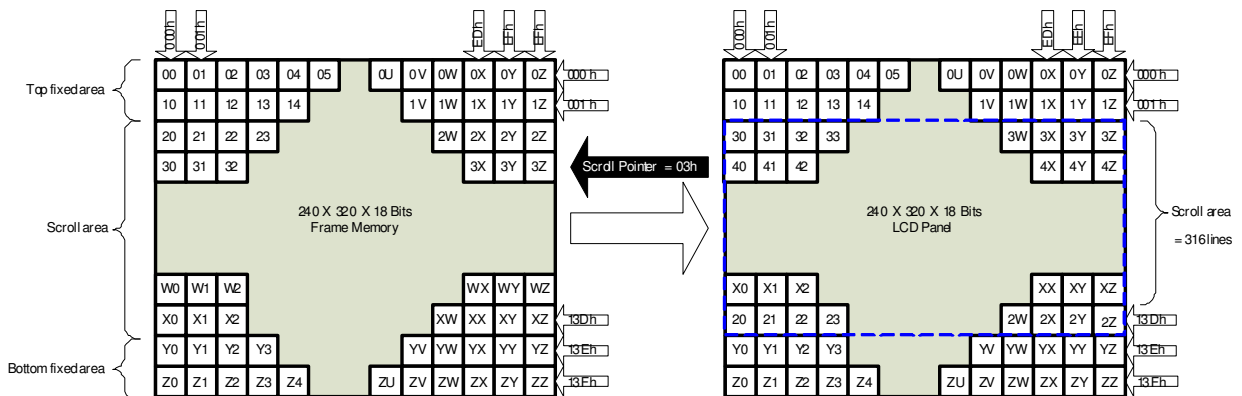 000h 001h EDh EEh EFh 000h 001h EDh EEh EFh
00 01 02 03 04 05 0U 0V 0W 0X 0Y 0Z 000h 00 01 02 03 04 05 0U 0V 0W 0X 0Y 0Z 000h
Top fixed area
10 11 12 13 14 1V 1W 1X 1Y 1Z 001h 10 11 12 13 14 1V 1W 1X 1Y 1Z 001h
20 21 22 23 2W 2X 2Y 2Z 30 31 32 33 3W 3X 3Y 3Z
30 31 32 3X 3Y 3Z Scroll Pointer = 03h 40 41 42 4X 4Y 4Z
240 X 320 X 18 Bits 240 X 320 X 18 Bits Scroll area
Scroll area Frame Memory LCD Panel
= 316 lines
W0 W1 W2 WX WY WZ X0 X1 X2 XX XY XZ
X0 X1 X2 XW XX XY XZ 13Dh 20 21 22 23 2W 2X 2Y 2Z 13Dh
Y0 Y1 Y2 Y3 YV YW YX YY YZ 13Eh Y0 Y1 Y2 Y3 YV YW YX YY YZ 13Eh
Bottom fixed area
Z0 Z1 Z2 Z3 Z4 ZU ZV ZW ZX ZY ZZ 13Fh Z0 Z1 Z2 Z3 Z4 ZU ZV ZW ZX ZY ZZ 13Fh